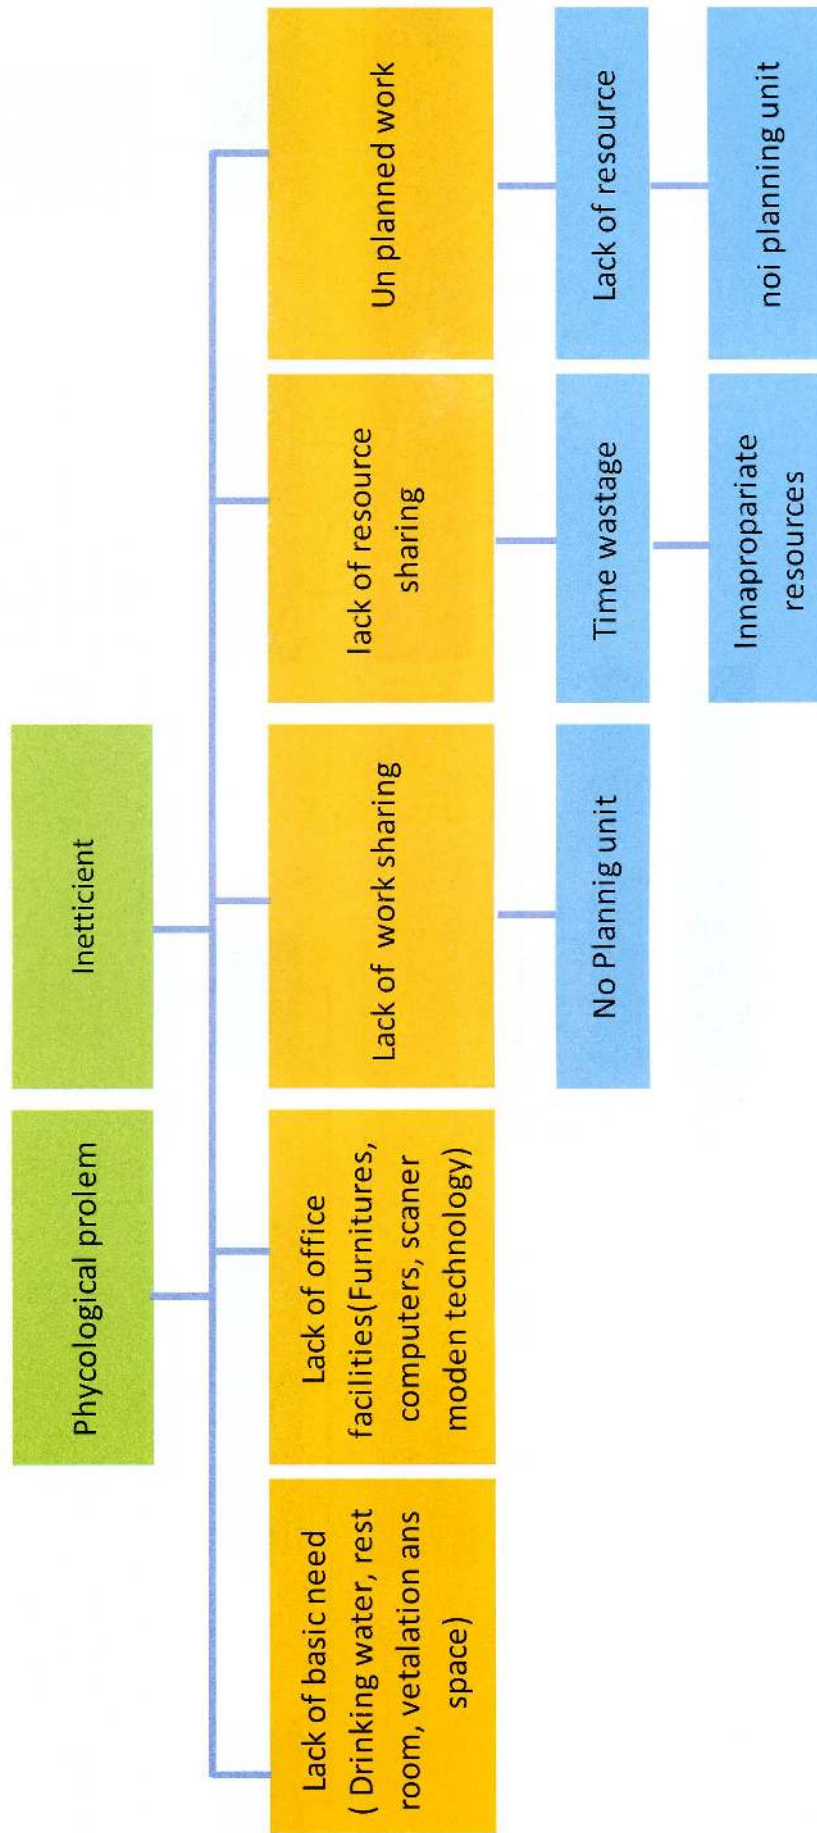 Phycological prolem
Inetticient
Lack of basic need
( Drinking water, rest
room, vetalation ans
space)
Lack of office
facilities(Furnitures,
computers, scaner
moden technology)
Lack of  work sharing
lack of resource
sharing
Un planned work
No Plannig unit
Time wastage
Lack of resource
Innapropariate
resources
noi planning unit